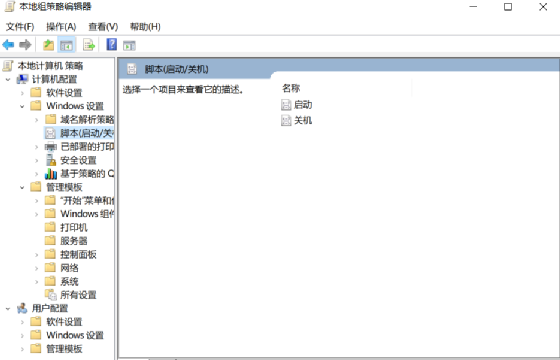 本地组策略编辑器
文件(F) 操作(A) 查看(V) 帮助(H)
本地计算机 策略
计算机配置
软件设置
Windows 设置
域名解析策略
脚本(启动/关
已部署的打印
安全设置
基于策略的 Q
管理模板
"开始"菜单和
Windows 组件
打印机
服务器
控制面板
网络
系统
所有设置
用户配置
软件设置
Windows 设置
管理模板
脚本(启动/关机)
选择一个项目来查看它的描述。
名称
启动
关机